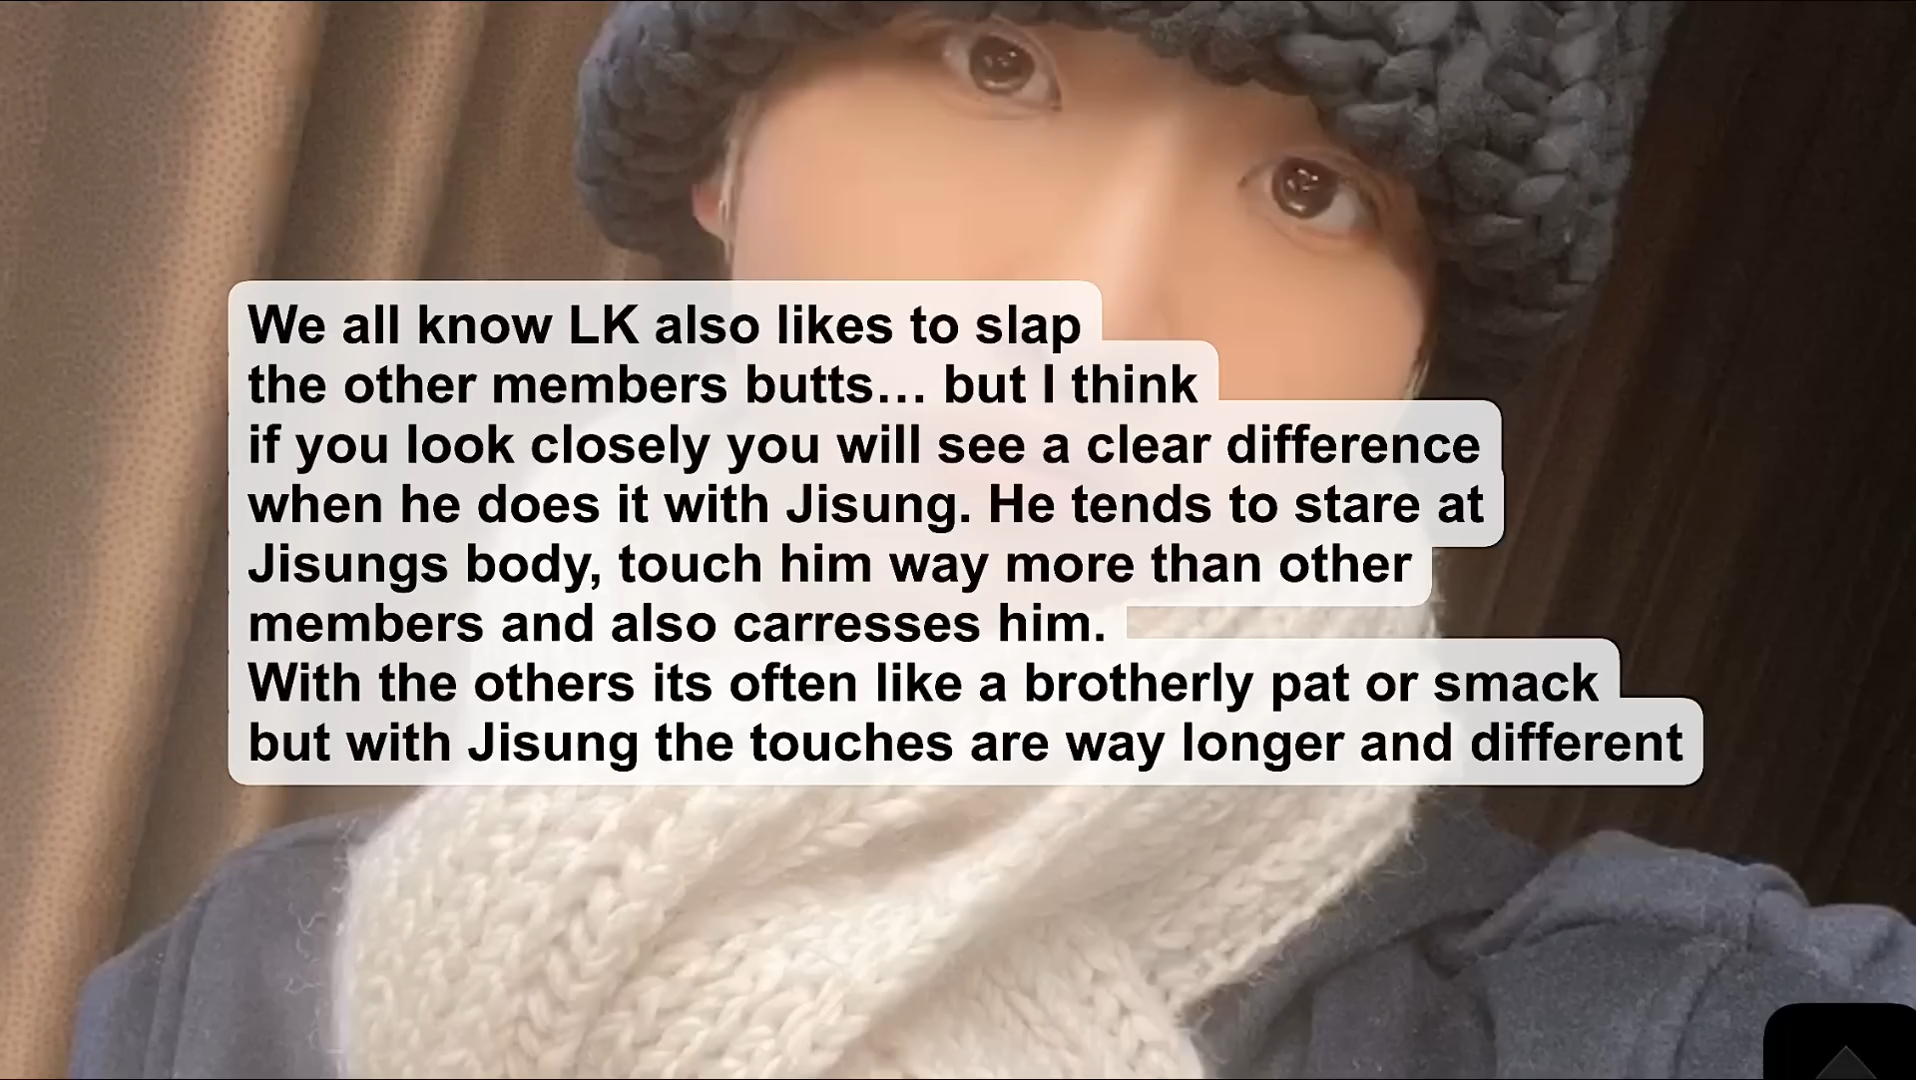 We all know LK also likes to slap
the other members butts... but I think
if you look closely you will see a clear difference
when he does it with Jisung. He tends to stare at
Jisungs body, touch him way more than other
members and also carresses him.
With the others its often like a brotherly pat or smack
but with Jisung the touches are way longer and different